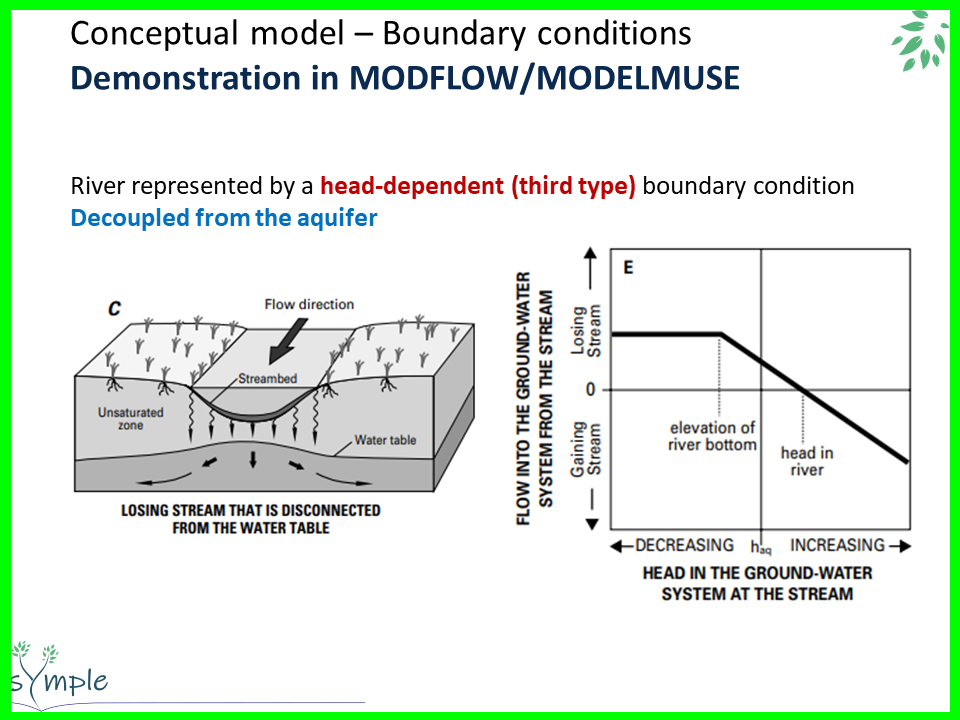 Conceptual model – Boundary conditions
Demonstration in MODFLOW/MODELMUSE
River represented by a head-dependent (third type) boundary condition
Decoupled from the aquifer
C
Flow direction
Streambed
Unsaturated
zone
Water table
LOSING STREAM THAT IS DISCONNECTED
FROM THE WATER TABLE
FLOW INTO THE GROUND-WATER
SYSTEM FROM THE STREAM
Losing
Stream
0
Gaining
Stream
E
elevation of
river bottom
head in
river
DECREASING haq INCREASING
HEAD IN THE GROUND-WATER
SYSTEM AT THE STREAM
sYmple